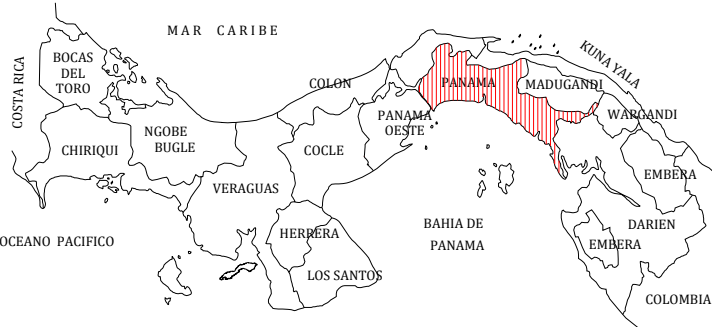 MAR CARIBE
KUNA YALA
BOCAS
DEL
TORO
COSTA RICA
COLON
PANAMA
MADUGANDI
WARGANDI
PANAMA
OESTE
NGOBE
BUGLE
CHIRIQUI
COCLE
EMBERA
VERAGUAS
BAHIA DE
PANAMA
DARIEN
HERRERA
EMBERA
OCEANO PACIFICO
LOS SANTOS
COLOMBIA